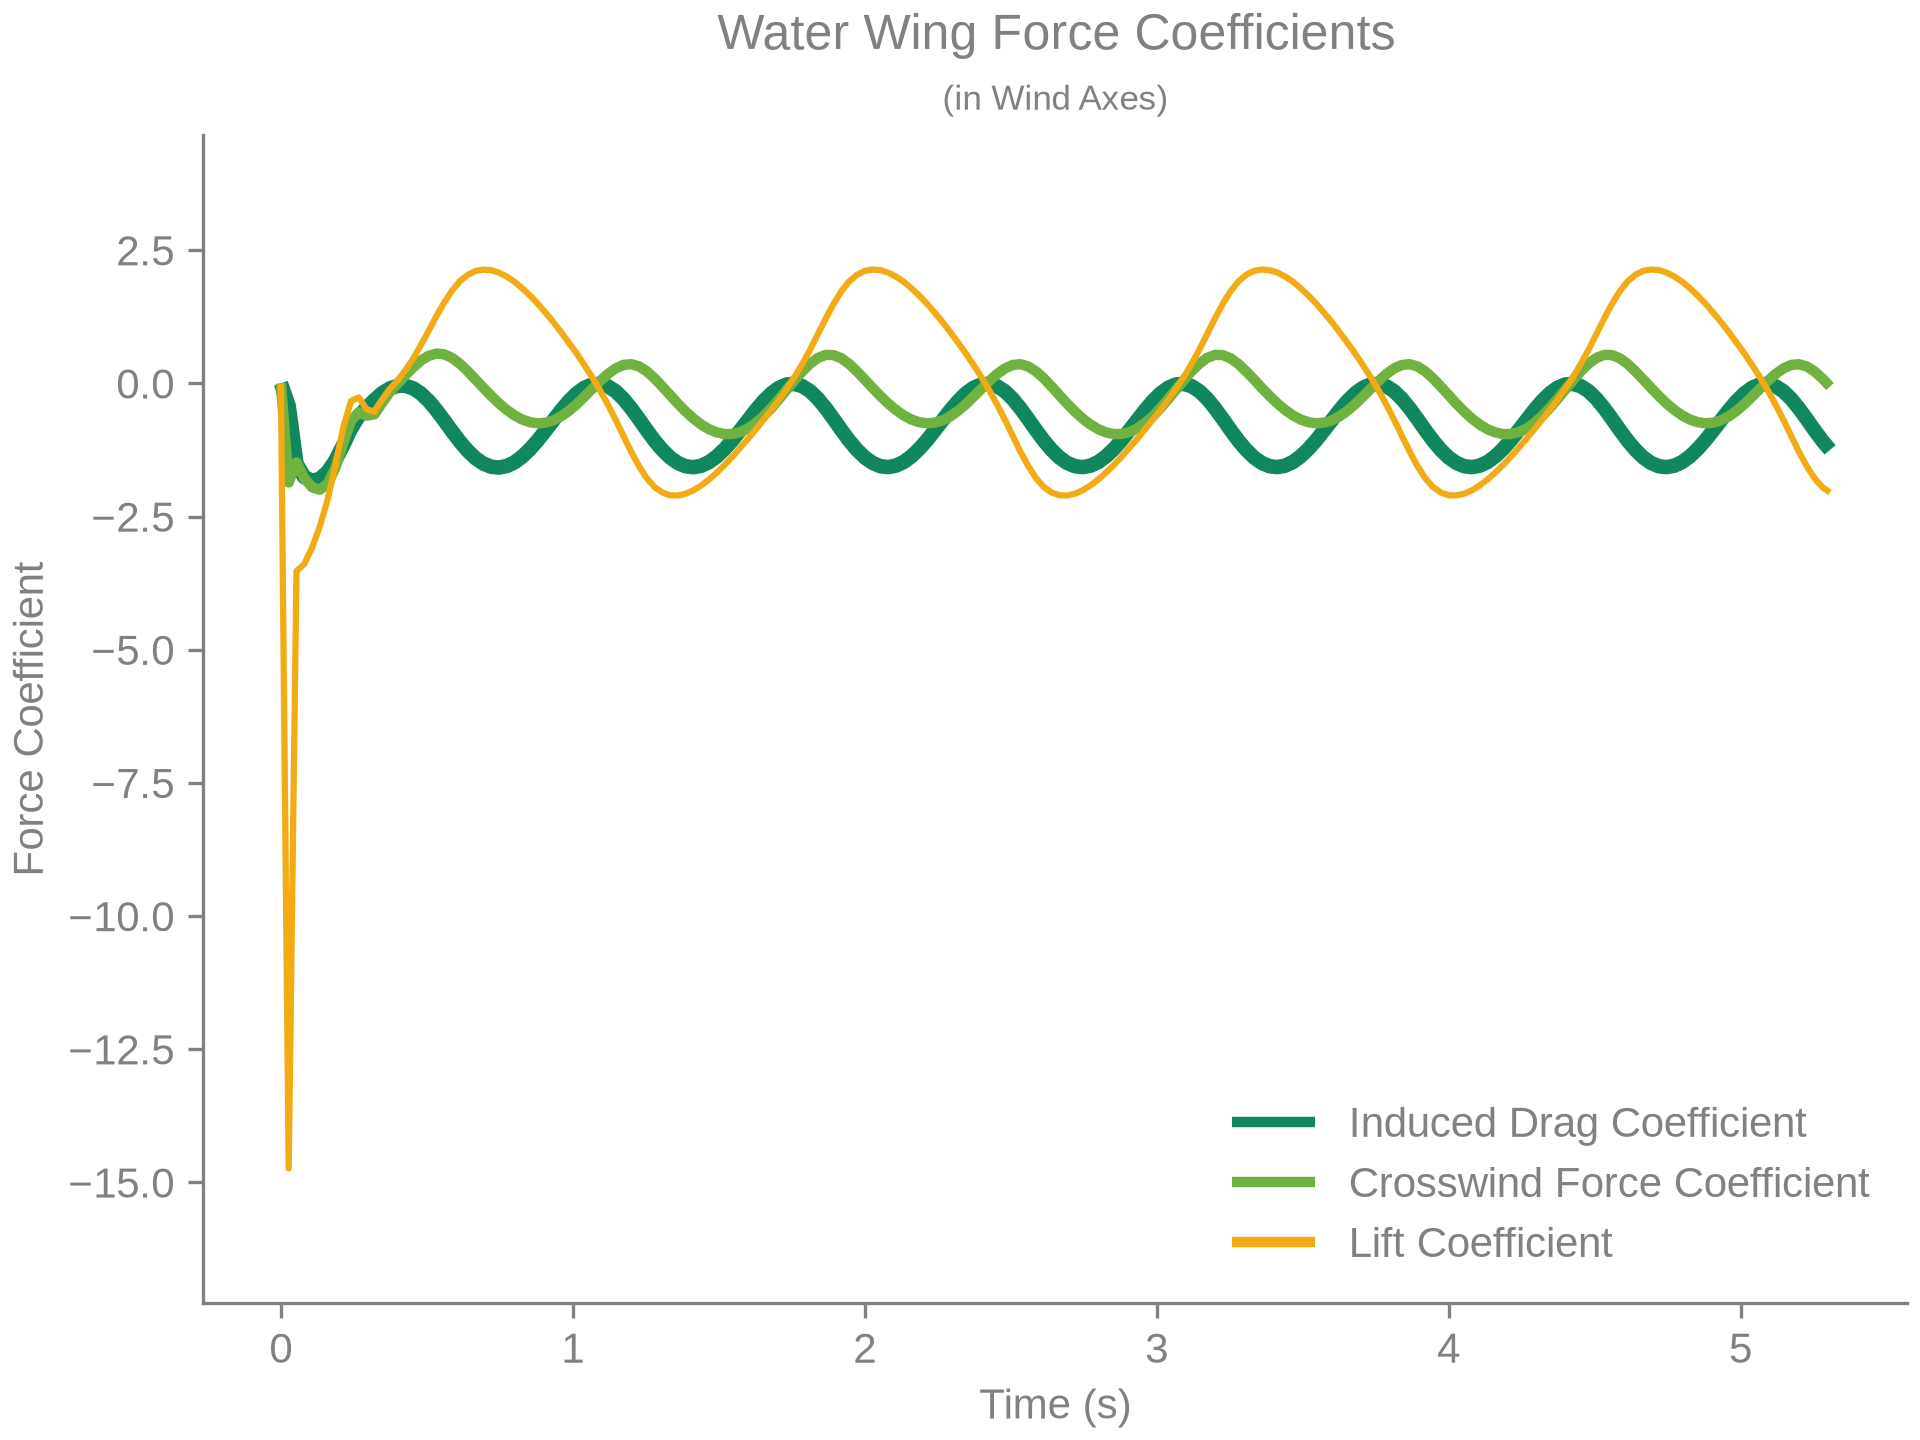 Water Wing Force Coefficients
(in Wind Axes)
Force Coefficient
2.5
0.0
−2.5
−5.0
−7.5
−10.0
−12.5
−15.0
Induced Drag Coefficient
Crosswind Force Coefficient
Lift Coefficient
0 1 2 3 4 5
Time (s)